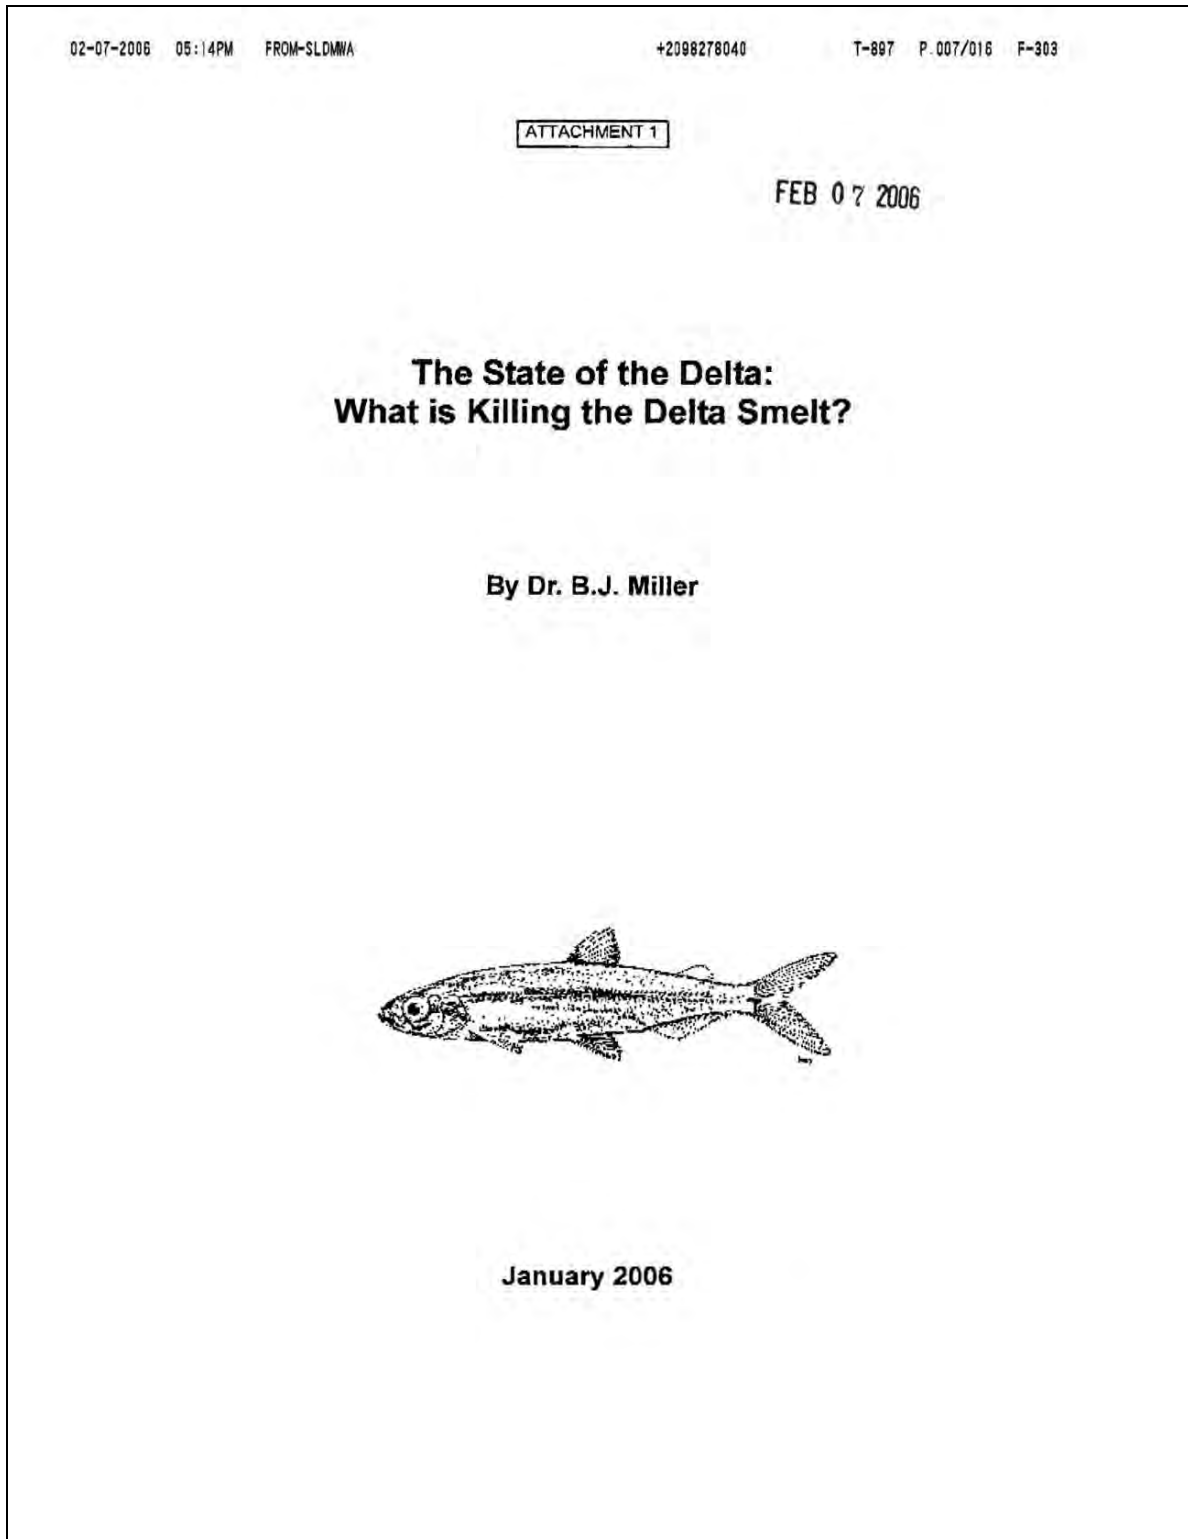 02-07-2006 05:14PM FROM-SLDMWA +2098278040 T-897 P.007/016 F-303
ATTACHMENT 1
FEB 07 2006
The State of the Delta:
What is Killing the Delta Smelt?
By Dr. B.J. Miller
January 2006